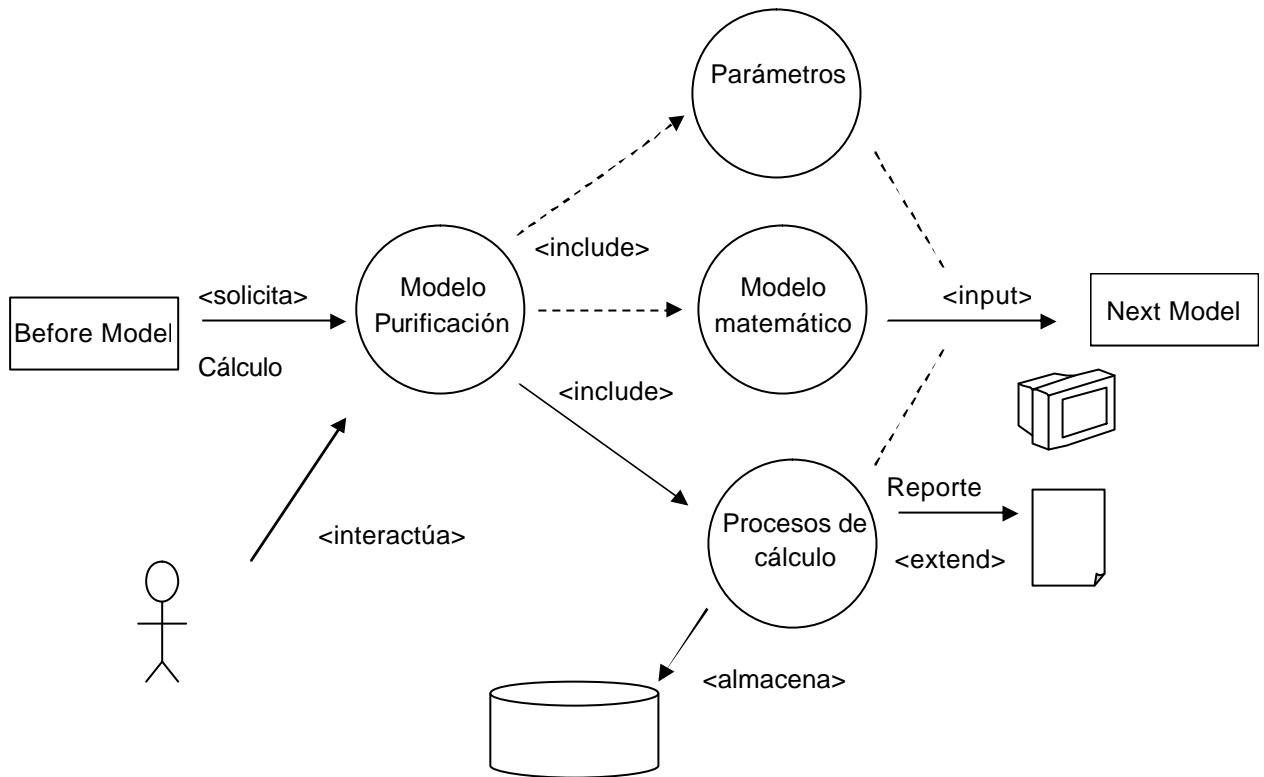 Parámetros
<include>
<solicita>
Modelo
Purificación
Modelo
matemático
<input>
Next Model
Before Model
Cálculo
<include>
Reporte
Procesos de
cálculo
<interactúa>
<extend>
<almacena>